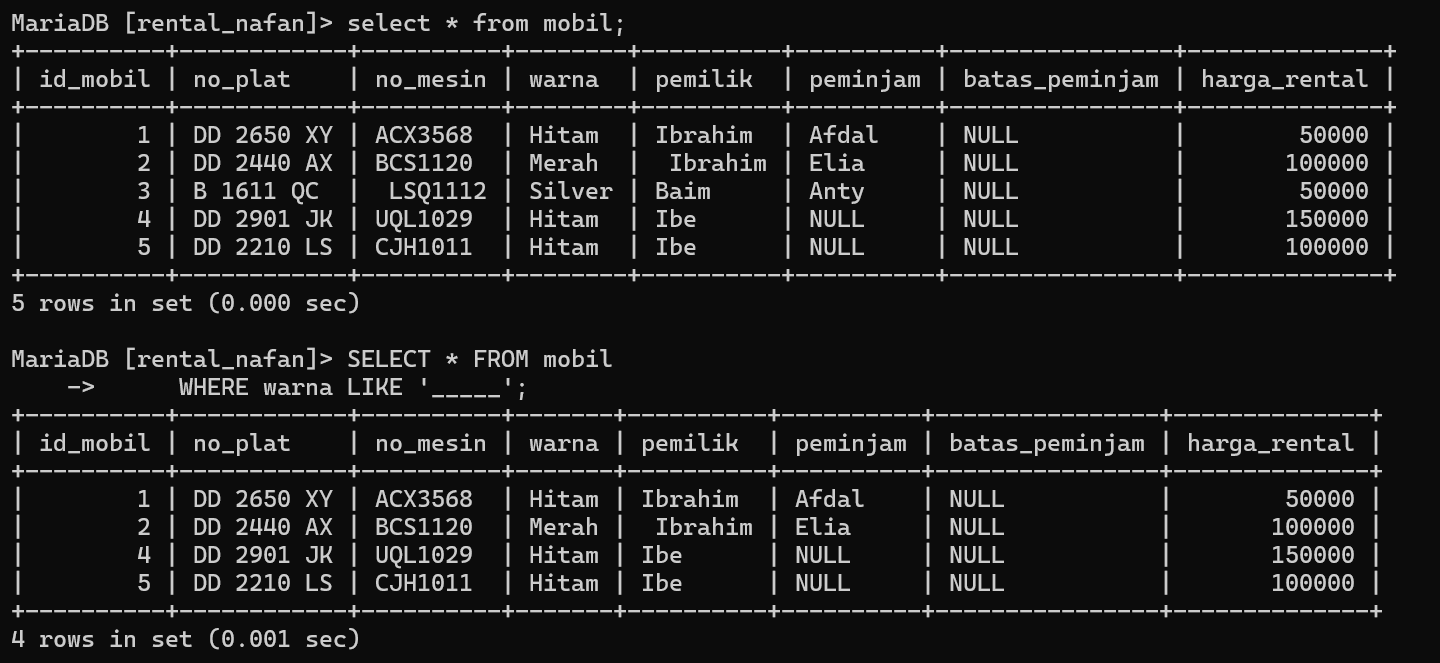 MariaDB [rental_nafan]> select * from mobil;
+----------+------------+----------+--------+----------+----------+----------------+--------------+
| id_mobil | no_plat    | no_mesin | warna  | pemilik  | peminjam | batas_peminjam | harga_rental |
+----------+------------+----------+--------+----------+----------+----------------+--------------+
|        1 | DD 2650 XY | ACX3568  | Hitam  | Ibrahim  | Afdal    | NULL           |        50000 |
|        2 | DD 2440 AX | BCS1120  | Merah  |  Ibrahim | Elia     | NULL           |       100000 |
|        3 | B 1611 QC  |  LSQ1112 | Silver | Baim     | Anty     | NULL           |        50000 |
|        4 | DD 2901 JK | UQL1029  | Hitam  | Ibe      | NULL     | NULL           |       150000 |
|        5 | DD 2210 LS | CJH1011  | Hitam  | Ibe      | NULL     | NULL           |       100000 |
+----------+------------+----------+--------+----------+----------+----------------+--------------+
5 rows in set (0.000 sec)

MariaDB [rental_nafan]> SELECT * FROM mobil
    ->      WHERE warna LIKE '_____';
+----------+------------+----------+-------+----------+----------+----------------+--------------+
| id_mobil | no_plat    | no_mesin | warna | pemilik  | peminjam | batas_peminjam | harga_rental |
+----------+------------+----------+-------+----------+----------+----------------+--------------+
|        1 | DD 2650 XY | ACX3568  | Hitam | Ibrahim  | Afdal    | NULL           |        50000 |
|        2 | DD 2440 AX | BCS1120  | Merah |  Ibrahim | Elia     | NULL           |       100000 |
|        4 | DD 2901 JK | UQL1029  | Hitam | Ibe      | NULL     | NULL           |       150000 |
|        5 | DD 2210 LS | CJH1011  | Hitam | Ibe      | NULL     | NULL           |       100000 |
+----------+------------+----------+-------+----------+----------+----------------+--------------+
4 rows in set (0.001 sec)